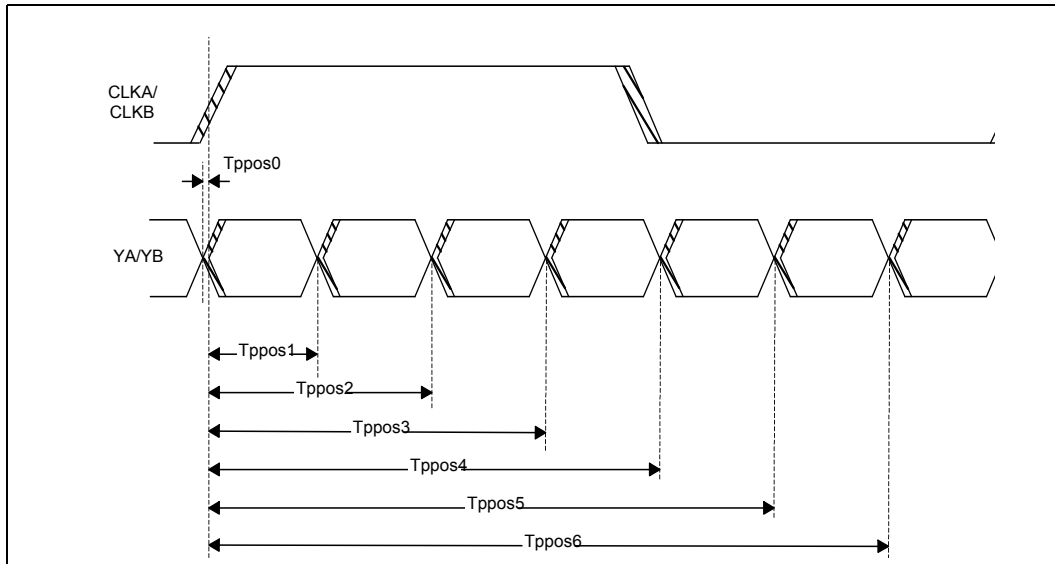 CLKA/
CLKB
Tppos0
YA/YB
Tppos1
Tppos2
Tppos3
Tppos4
Tppos5
Tppos6